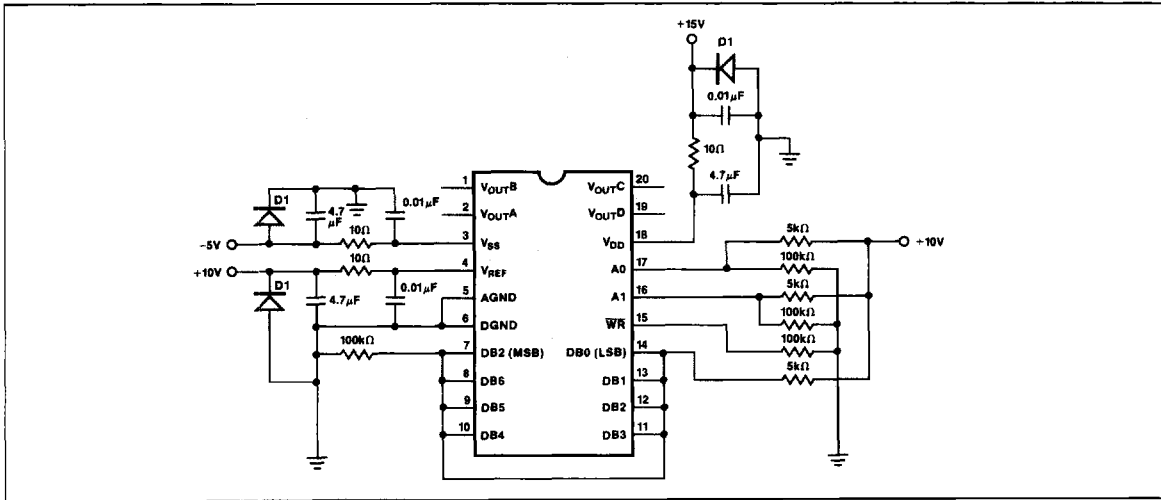 +15V
D1
0.01μF
10Ω
4.7μF
D1
4.7
μF
0.01μF
10Ω
-5V
+10V
10Ω
D1
4.7μF
0.01μF
100kΩ
1 VOUTB
2 VOUTA
3 VSS
4 VREF
5 AGND
6 DGND
7 DB2 (MSB)
8 DB6
9 DB5
10 DB4
VOUTC 20
VOUTD 19
VDD 18
A0 17
A1 16
WR 15
DB0 (LSB) 14
DB1 13
DB2 12
DB3 11
5kΩ
+10V
100kΩ
5kΩ
100kΩ
100kΩ
5kΩ